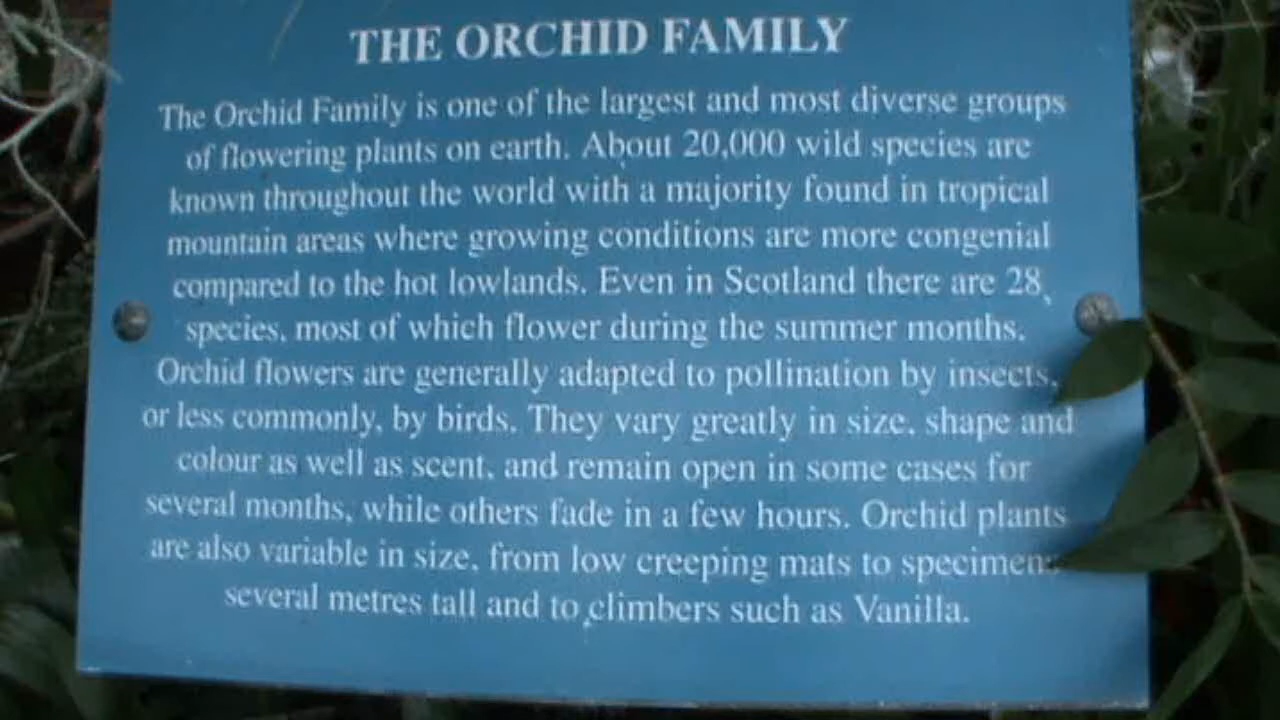 THE ORCHID FAMILY
The Orchid Family is one of the largest and most diverse groups
of flowering plants on earth. About 20,000 wild species are
known throughout the world with a majority found in tropical
mountain areas where growing conditions are more congenial
compared to the hot lowlands. Even in Scotland there are 28
species, most of which flower during the summer months.
Orchid flowers are generally adapted to pollination by insects,
or less commonly, by birds. They vary greatly in size, shape and
colour as well as scent, and remain open in some cases for
several months, while others fade in a few hours. Orchid plants
are also variable in size, from low creeping mats to specimens
several metres tall and to climbers such as Vanilla.